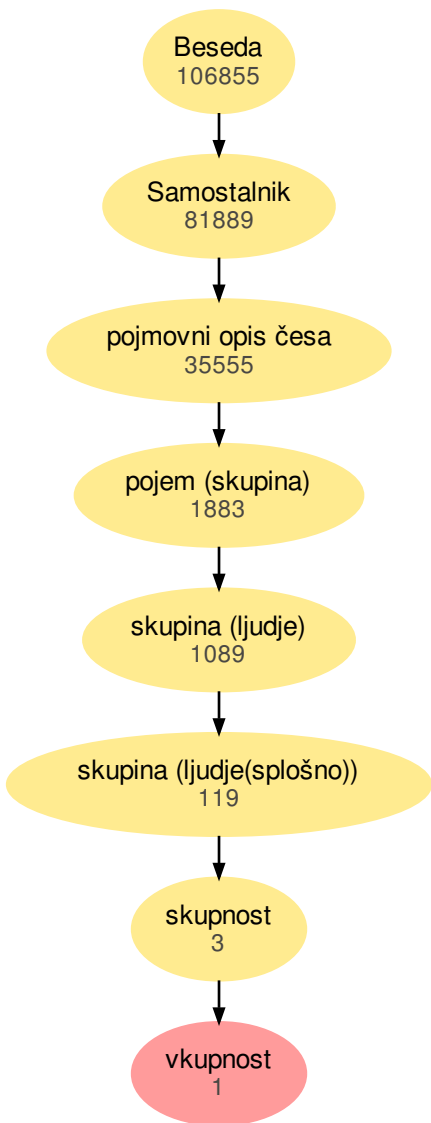 Beseda
106855
Samostalnik
81889
pojmovni opis česa
35555
pojem (skupina)
1883
skupina (ljudje)
1089
skupina (ljudje(splošno))
119
skupnost
3
vkupnost
1